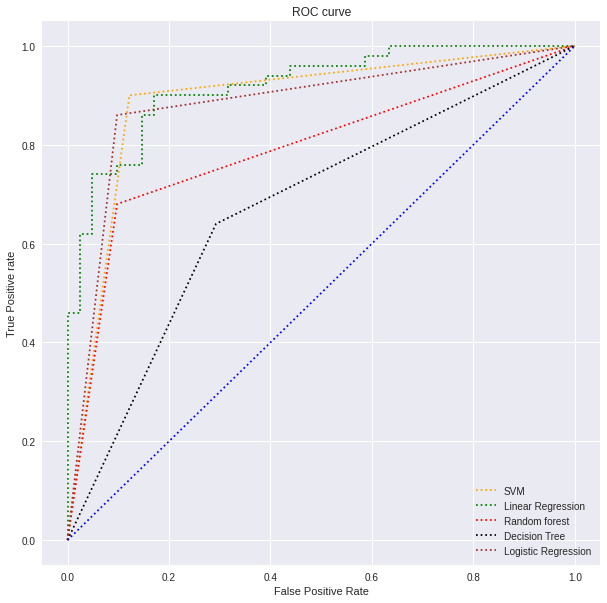 ROC curve
True Positive rate
1.0
0.8
0.6
0.4
0.2
0.0
0.0 0.2 0.4 0.6 0.8 1.0
False Positive Rate
SVM
Linear Regression
Random forest
Decision Tree
Logistic Regression